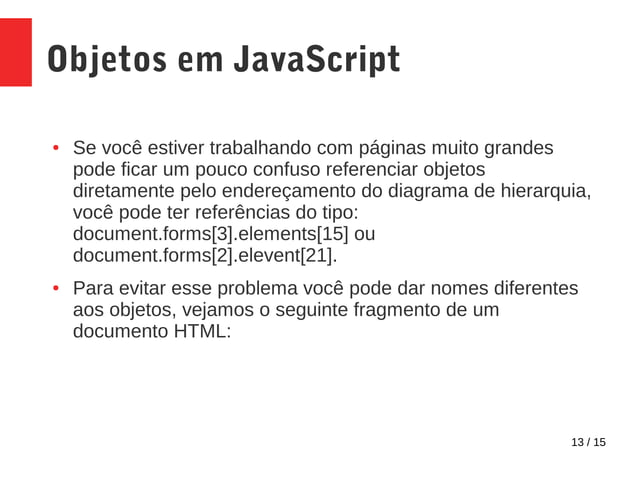 Objetos em JavaScript
• Se você estiver trabalhando com páginas muito grandes
pode ficar um pouco confuso referenciar objetos
diretamente pelo endereçamento do diagrama de hierarquia,
você pode ter referências do tipo:
document.forms[3].elements[15] ou
document.forms[2].elevent[21].
• Para evitar esse problema você pode dar nomes diferentes
aos objetos, vejamos o seguinte fragmento de um
documento HTML:
13 / 15